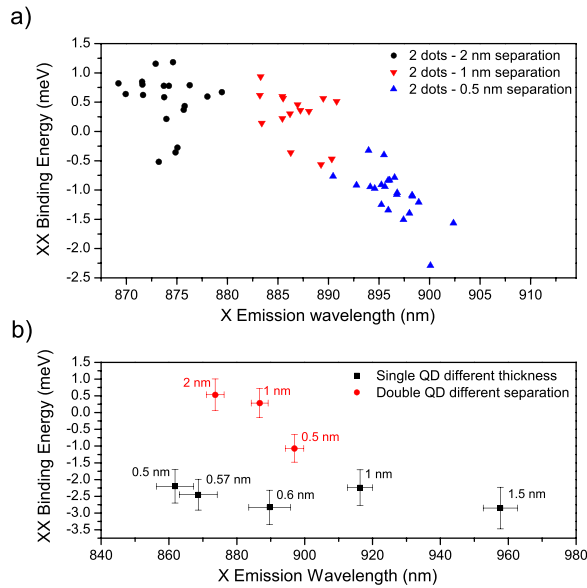 a)
1.5
1.0
0.5
0.0
-0.5
-1.0
-1.5
-2.0
-2.5
XX Binding Energy (meV)
2 dots - 2 nm separation
2 dots - 1 nm separation
2 dots - 0.5 nm separation
870 875 880 885 890 895 900 905 910
X Emission wavelength (nm)
b)
1.5
1.0
0.5
0.0
-0.5
-1.0
-1.5
-2.0
-2.5
-3.0
-3.5
XX Binding Energy (meV)
Single QD different thickness
Double QD different separation
2 nm
1 nm
0.5 nm
0.5 nm
0.57 nm
0.6 nm
1 nm
1.5 nm
840 860 880 900 920 940 960 980
X Emission Wavelength (nm)